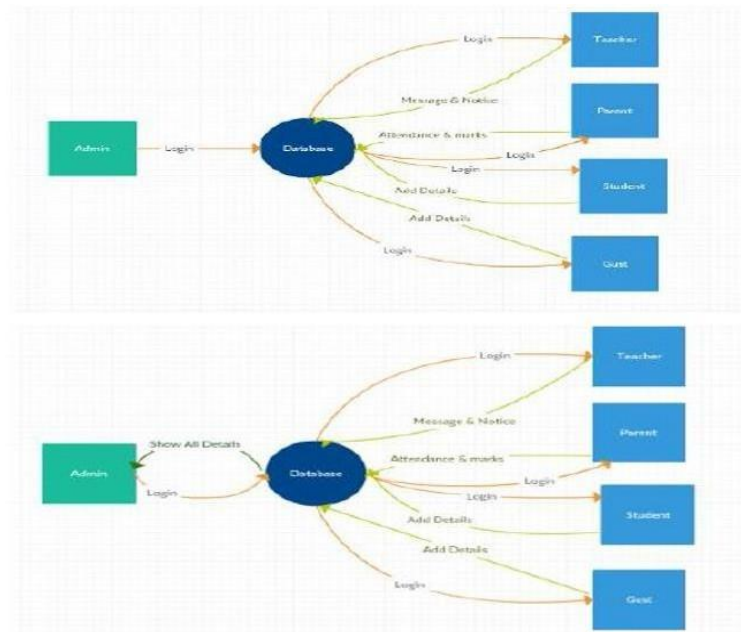 Login
Teacher
Message & Notice
Parent
Attendance & marks
Admin
Login
Database
Login
Login
Student
Add Details
Add Details
Gust
Login
Login
Teacher
Message & Notice
Parent
Show All Details
Attendance & marks
Admin
Database
Login
Login
Login
Student
Add Details
Add Details
Login
Gust